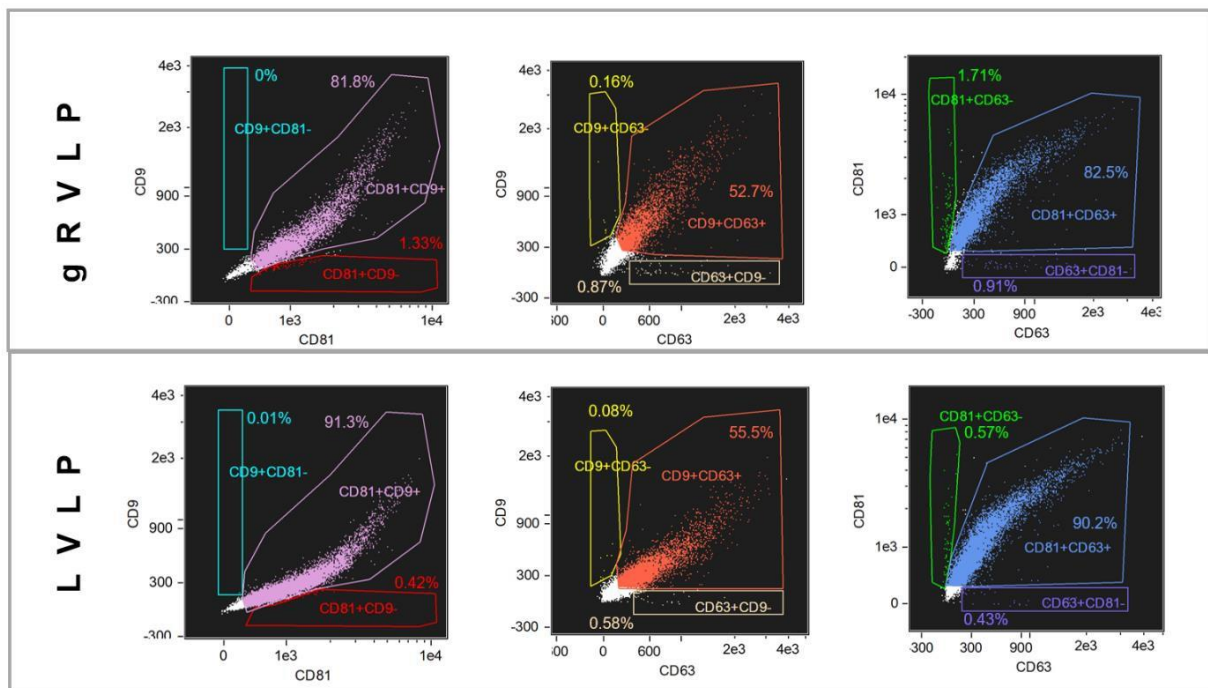 g R V L P
4e3
2e3
900
300
-300
CD9
0%
81.8%
CD9+CD81-
CD81+CD9+
1.33%
CD81+CD9-
0
1e3
1e4
CD81
4e3
2e3
900
300
-300
CD9
0.16%
CD9+CD63-
52.7%
CD9+CD63+
0.87%
CD63+CD9-
600
0
600
2e3
4e3
CD63
1e4
1e3
0
CD81
1.71%
CD81+CD63-
82.5%
CD81+CD63+
CD63+CD81-
0.91%
-300
300
900
2e3
4e3
CD63
L V L P
4e3
2e3
900
300
-300
CD9
0.01%
91.3%
CD9+CD81-
CD81+CD9+
0.42%
CD81+CD9-
0
1e3
1e4
CD81
4e3
2e3
900
300
-300
CD9
0.08%
55.5%
CD9+CD63-
CD9+CD63+
CD63+CD9-
0.58%
-600
0
600
2e3
4e3
CD63
1e4
1e3
0
CD81
CD81+CD63-
0.57%
90.2%
CD81+CD63+
CD63+CD81-
0.43%
-300
300
900
2e3
4e3
CD63